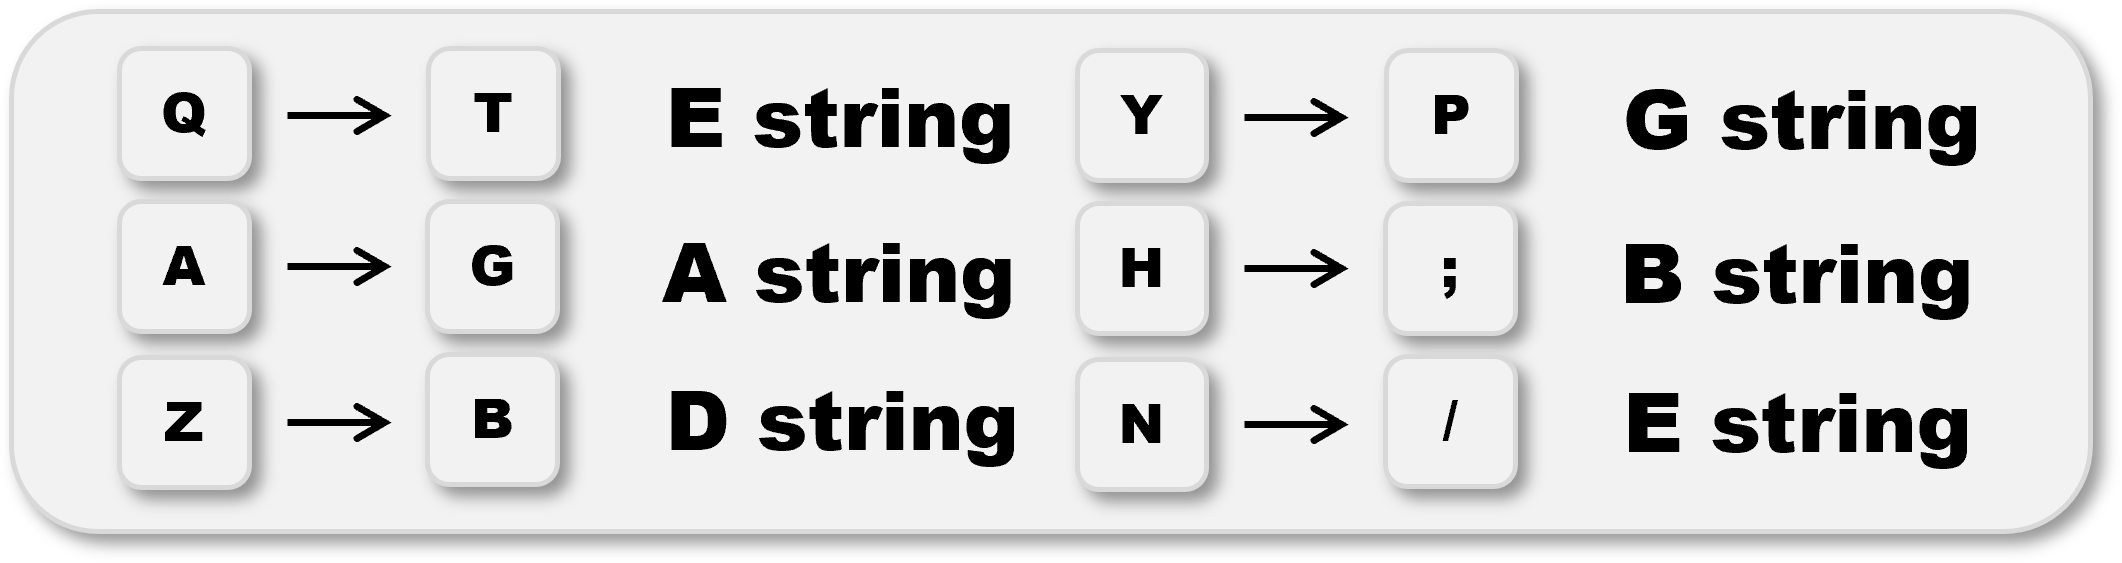 Q → T E string Y → P G string
A → G A string H → ; B string
Z → B D string N → / E string